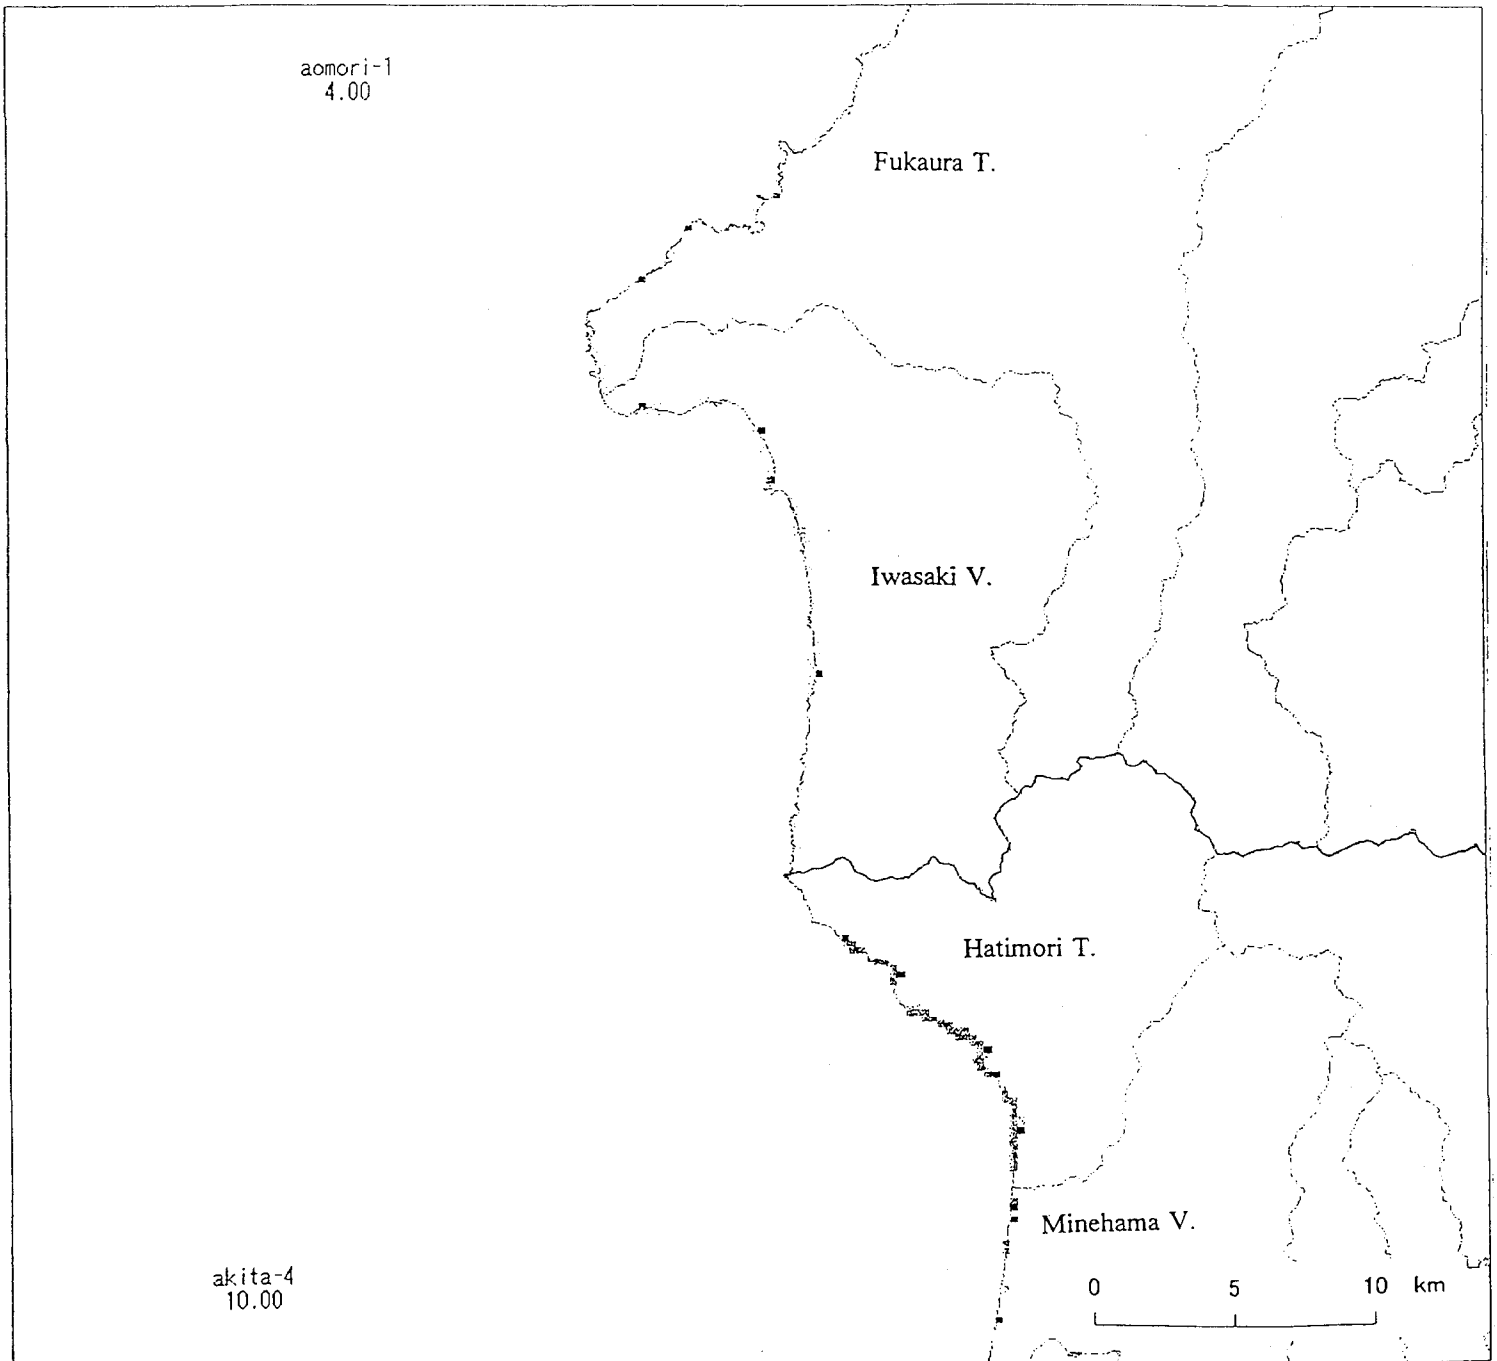 aomori-1
4.00
Fukaura T.
Iwasaki V.
Hatimori T.
Minehama V.
akita-4
10.00
0 5 10 km